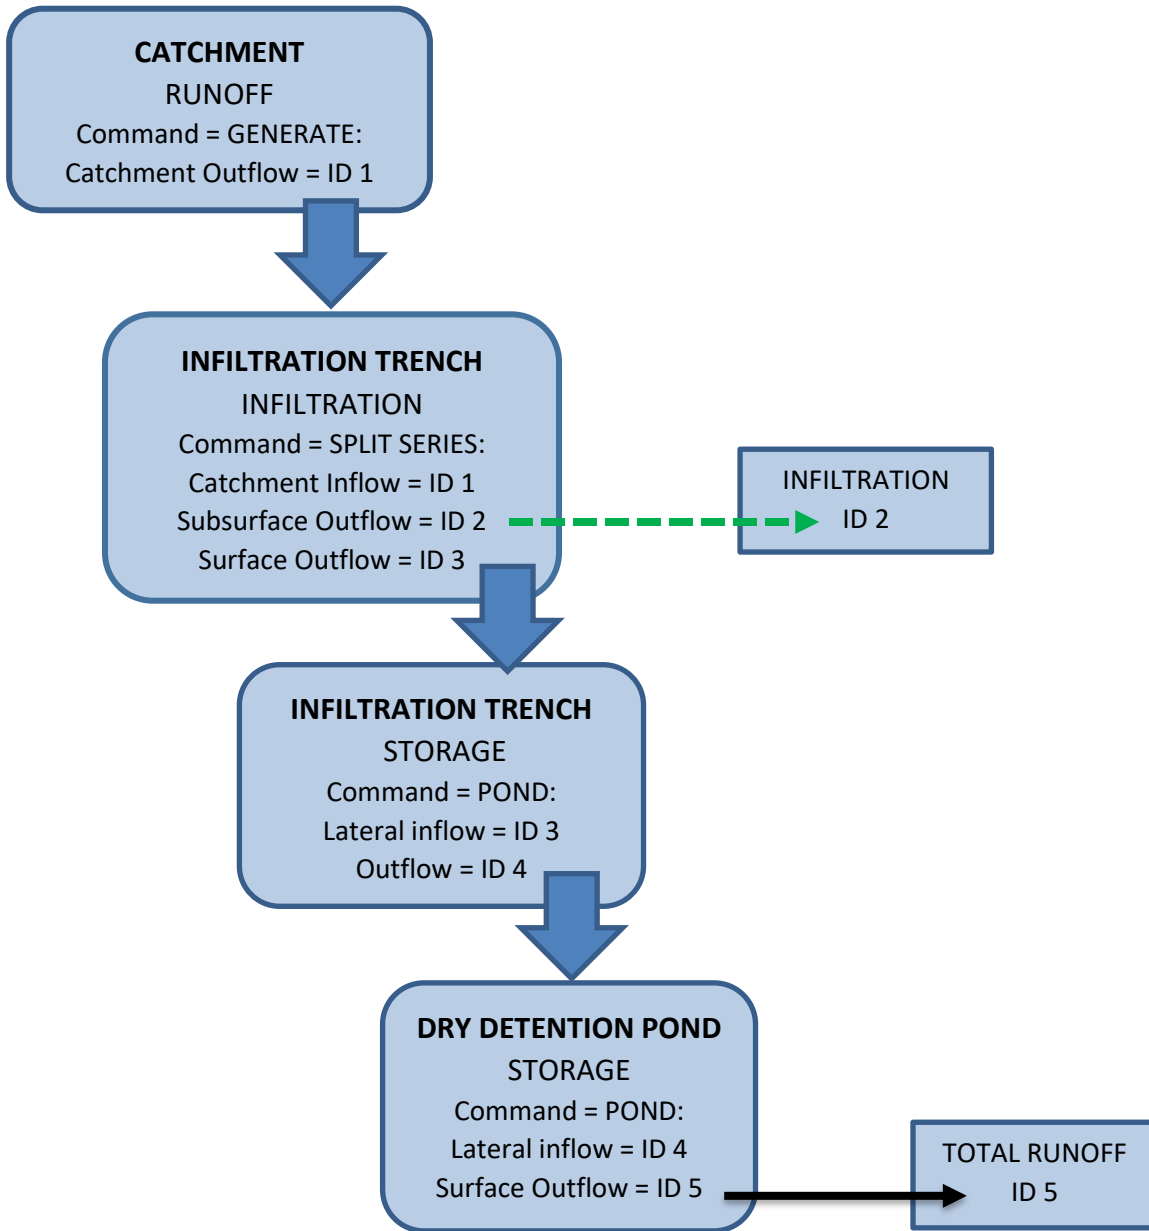 CATCHMENT
RUNOFF
Command = GENERATE:
Catchment Outflow = ID 1
INFILTRATION TRENCH
INFILTRATION
Command = SPLIT SERIES:
Catchment Inflow = ID 1
Subsurface Outflow = ID 2
Surface Outflow = ID 3
INFILTRATION
ID 2
INFILTRATION TRENCH
STORAGE
Command = POND:
Lateral inflow = ID 3
Outflow = ID 4
DRY DETENTION POND
STORAGE
Command = POND:
Lateral inflow = ID 4
Surface Outflow = ID 5
TOTAL RUNOFF
ID 5